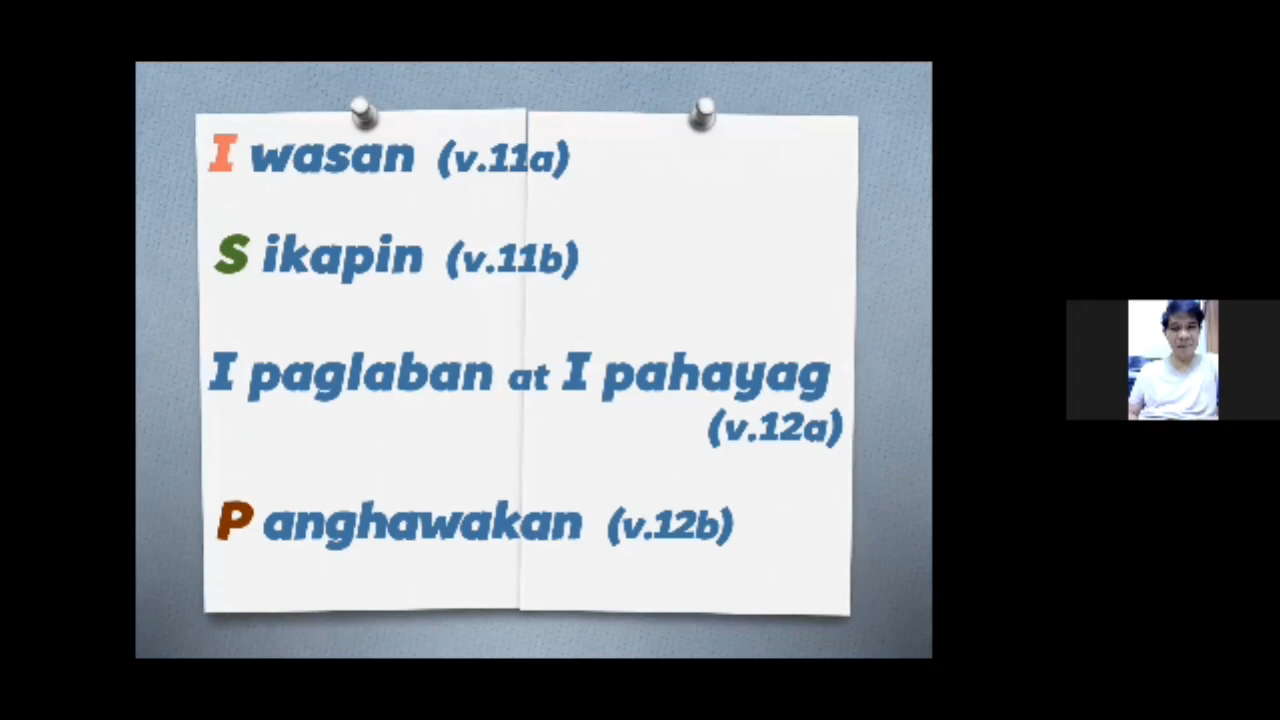 I wasan (v.11a)
S ikapin (v.11b)
I paglaban at I pahayag
(v.12a)
P anghawakan (v.12b)